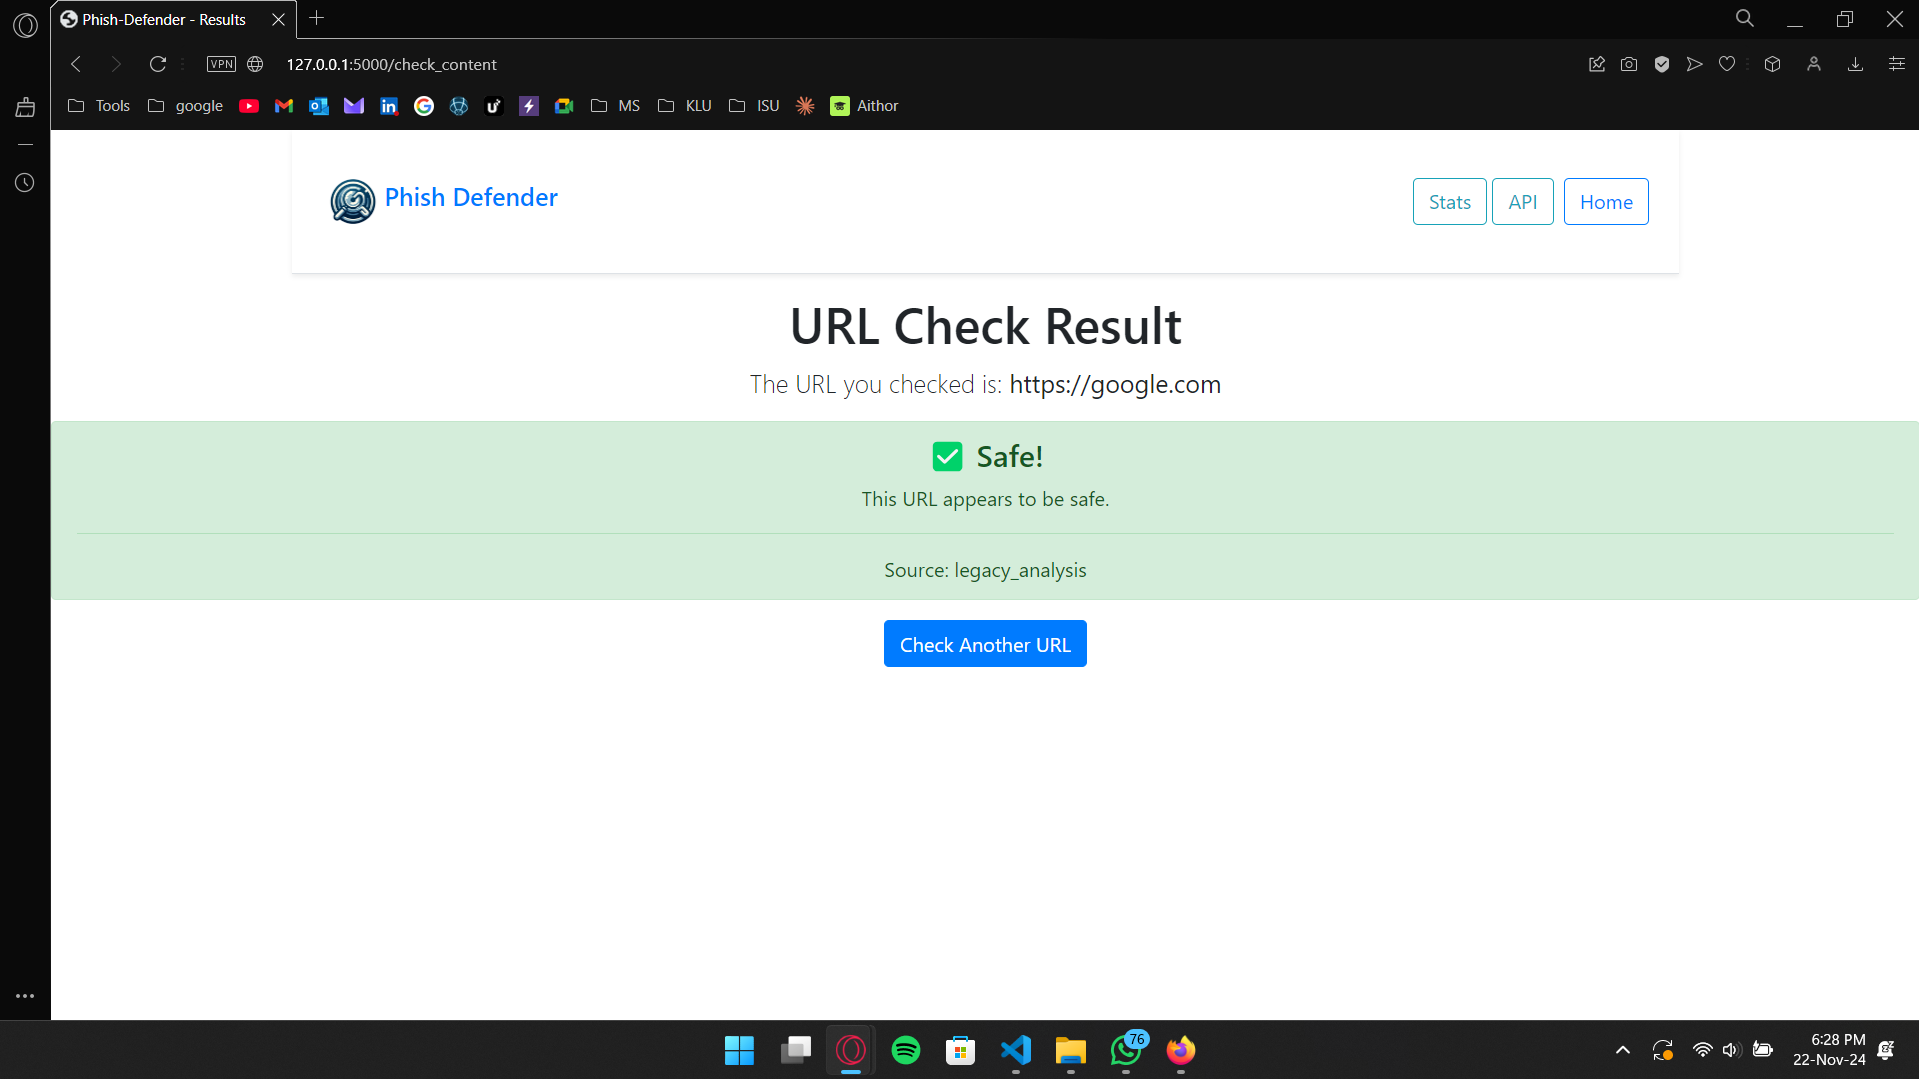 Phish-Defender - Results
VPN
127.0.0.1:5000/check_content
Tools
google
MS
KLU
ISU
Aithor
Phish Defender
Stats
API
Home
URL Check Result
The URL you checked is: https://google.com
Safe!
This URL appears to be safe.
Source: legacy_analysis
Check Another URL
76
6:28 PM
22-Nov-24